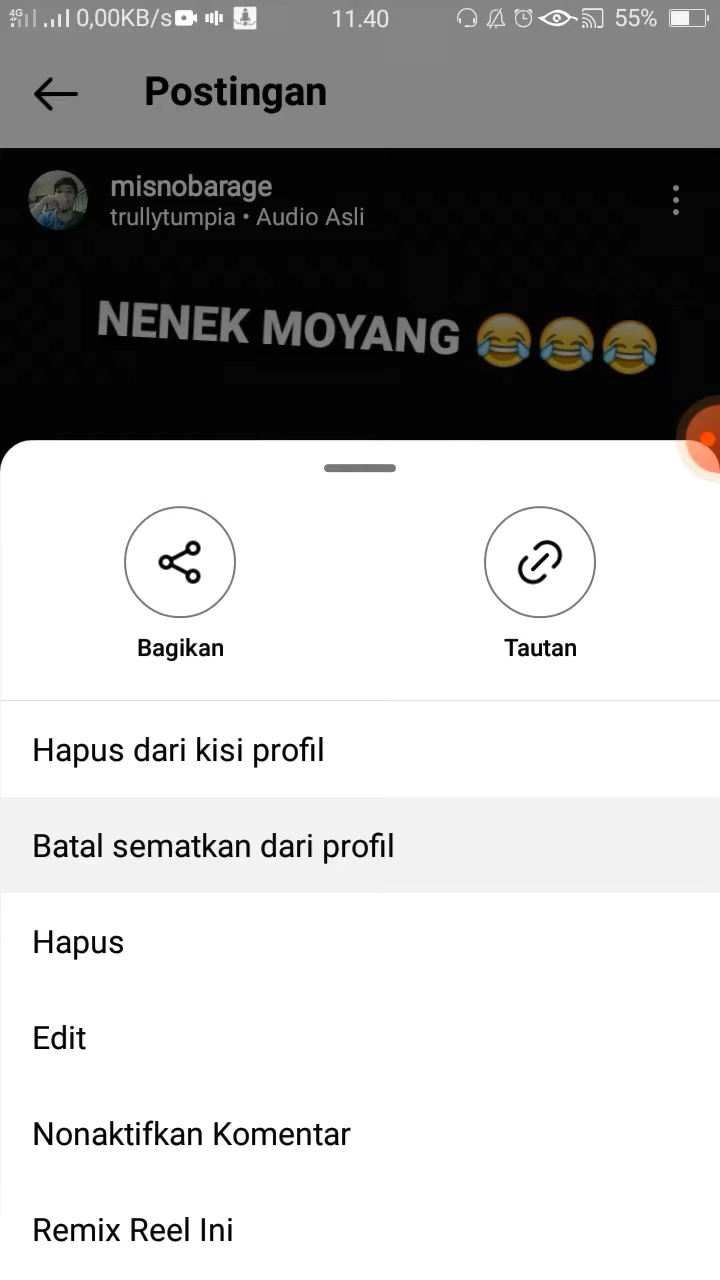 4G 0,00KB/s 11.40 55%
Postingan
misnobarage
trullytumpia • Audio Asli
NENEK MOYANG 😂😂😂
Bagikan
Tautan
Hapus dari kisi profil
Batal sematkan dari profil
Hapus
Edit
Nonaktifkan Komentar
Remix Reel Ini